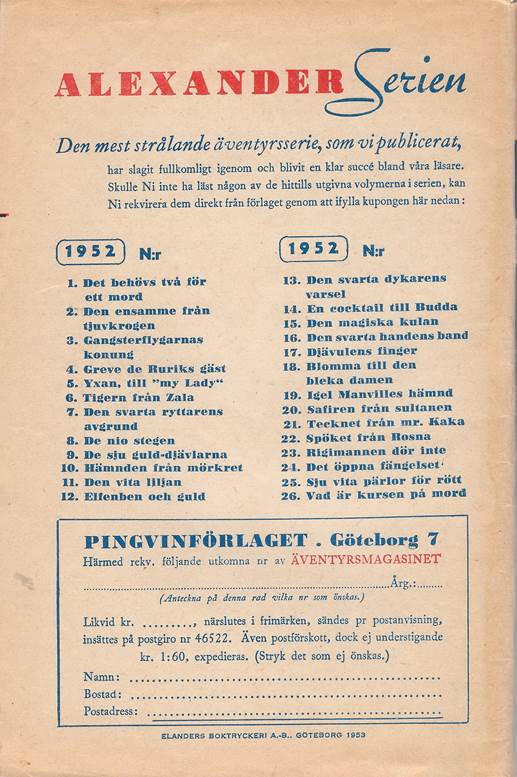 ALEXANDER Serien
Den mest strålande äventyrsserie, som vi publicerat,
har slagit fullkomligt igenom och blivit en klar succé bland våra läsare.
Skulle Ni inte ha läst någon av de hittills utgivna volymerna i serien, kan
Ni rekvirera dem direkt från förlaget genom att ifylla kupongen här nedan:
1952 N:r
1. Det behövs två för
ett mord
2. Den ensamme från
tjuvkrogen
3. Gangsterflygarnas
konung
4. Greve de Ruriks gäst
5. Yxan, till "my Lady"
6. Tigern från Zala
7. Den svarta ryttarens
avgrund
8. De nio stegen
9. De sju guld-djävlarna
10. Hämnden från mörkret
11. Den vita liljan
12. Elfenben och guld
1952 N:r
13. Den svarta dykarens
varsel
14. En cocktail till Budda
15. Den magiska kulan
16. Den svarta handens band
17. Djävulens finger
18. Blomma till den
bleka damen
19. Igel Manvilles hämnd
20. Safiren från sultanen
21. Tecknet från mr. Kaka
22. Spöket från Rosna
23. Rigimannen dör inte
24. Det öppna fängelset
25. Sju vita pärlor för rött
26. Vad är kursen på mord
PINGVINFÖRLAGET . Göteborg 7
Härmed rekv. följande utkomna nr av ÄVENTYRSMAGASINET
............................................................Årg.:........
(Anteckna på denna rad vilka nr som önskas.)
Likvid kr. .........., närslutes i frimärken, sändes pr postanvisning,
insättes på postgiro nr 46522. Även postförskott, dock ej understigande
kr. 1:60, expedieras. (Stryk det som ej önskas.)
Namn: ............................................................
Bostad: ............................................................
Postadress: ............................................................
ELANDERS BOKTRYCKERI A.-B., GÖTEBORG 1953